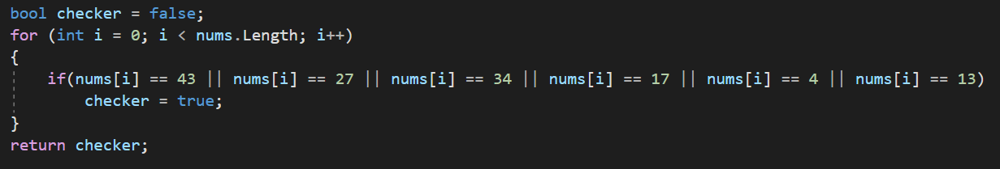 bool checker = false;
for (int i = 0; i < nums.Length; i++)
{
    if(nums[i] == 43 || nums[i] == 27 || nums[i] == 34 || nums[i] == 17 || nums[i] == 4 || nums[i] == 13)
        checker = true;
}
return checker;